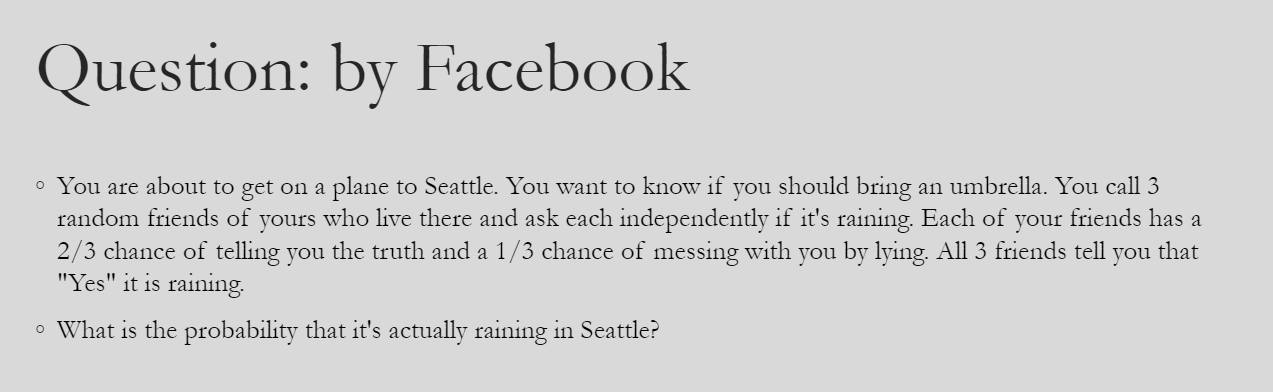 Question: by Facebook
○ You are about to get on a plane to Seattle. You want to know if you should bring an umbrella. You call 3
random friends of yours who live there and ask each independently if it's raining. Each of your friends has a
2/3 chance of telling you the truth and a 1/3 chance of messing with you by lying. All 3 friends tell you that
"Yes" it is raining.
○ What is the probability that it's actually raining in Seattle?